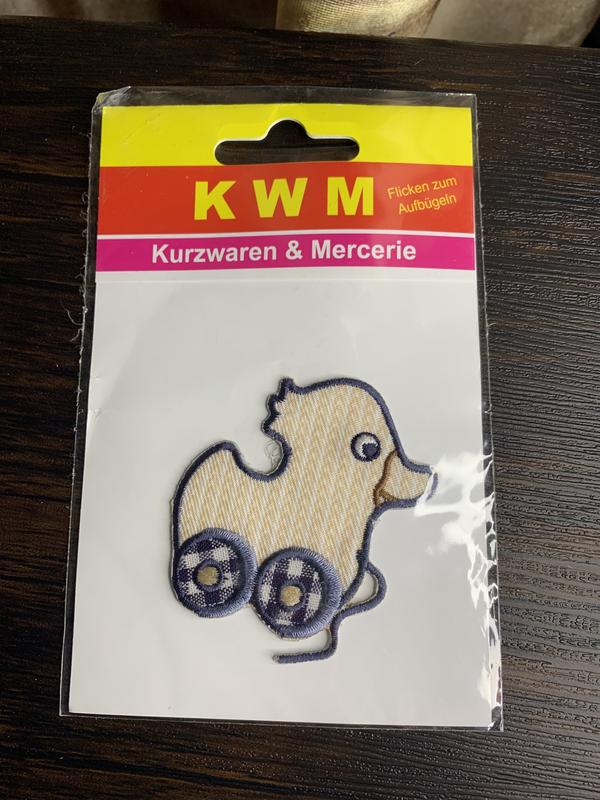 K W M
Flicken zum
Aufbügeln
Kurzwaren & Mercerie